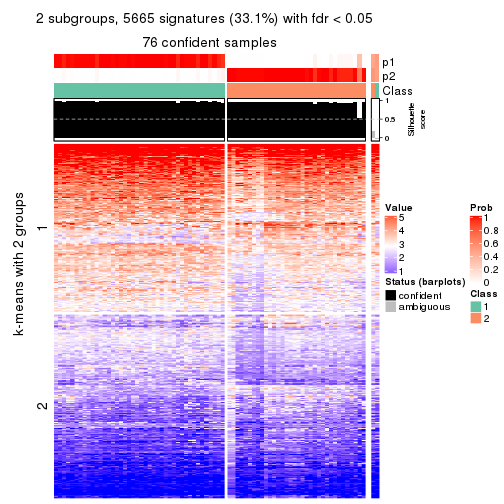 2 subgroups, 5665 signatures (33.1%) with fdr < 0.05
76 confident samples
p1
p2
Class
1
0.5
0
Silhouette
score
k-means with 2 groups
1
2
Value
5
4
3
2
1
Status (barplots)
confident
ambiguous
Prob
1
0.8
0.6
0.4
0.2
0
Class
1
2